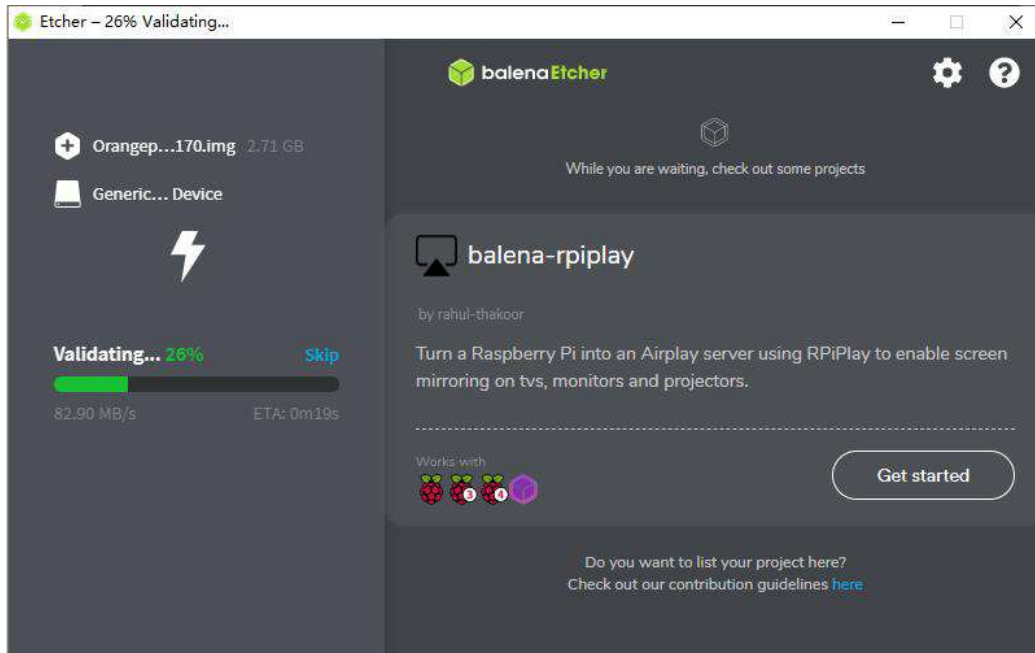 Etcher – 26% Validating...
balenaEtcher
Orangep...170.img 2.71 GB
Generic... Device
Validating... 26% Skip
82.90 MB/s ETA: 0m19s
While you are waiting, check out some projects
balena-rpiplay
by rahul-thakoor
Turn a Raspberry Pi into an Airplay server using RPiPlay to enable screen
mirroring on tvs, monitors and projectors.
Works with
3 4
Get started
Do you want to list your project here?
Check out our contribution guidelines here